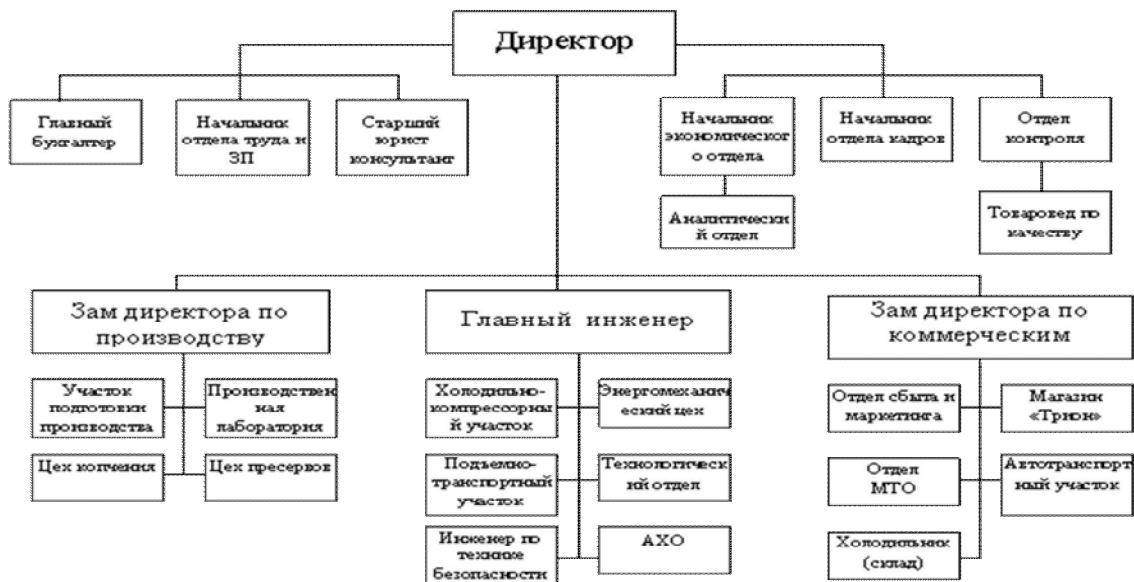 Директор
Главный
бухгалтер
Начальник
отдела труда и
ЗП
Старший
юрист
консультант
Начальник
экономическог
о отдела
Начальник
отдела кадров
Отдел
контроля
Аналитически
й отдел
Товаровед по
качеству
Зам директора по
производству
Главный инженер
Зам директора по
коммерческим
Участок
подготовки
производства
Производствен
ная
лаборатория
Цех копчения
Цех пресервов
Холодильно-
компрессорны
й участок
Энергомеханич
еский цех
Подъемно-
транспортный
участок
Технологическ
ий отдел
Инженер по
технике
безопасности
АХО
Отдел сбыта и
маркетинга
Магазин
«Трион»
Отдел
МТО
Автотранспорт
ный участок
Холодильник
(склад)